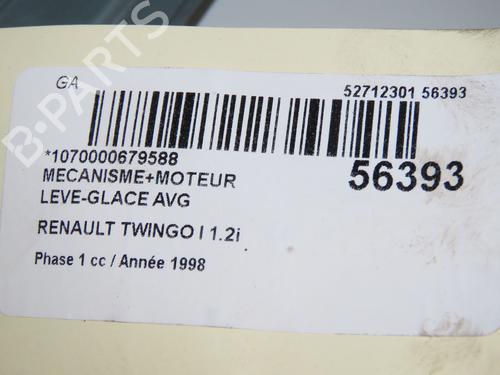 GA
52712301 56393
*1070000679588
56393
MECANISME+MOTEUR
LEVE-GLACE AVG
RENAULT TWINGO I 1.2i
Phase 1 cc / Année 1998
B-PARTS